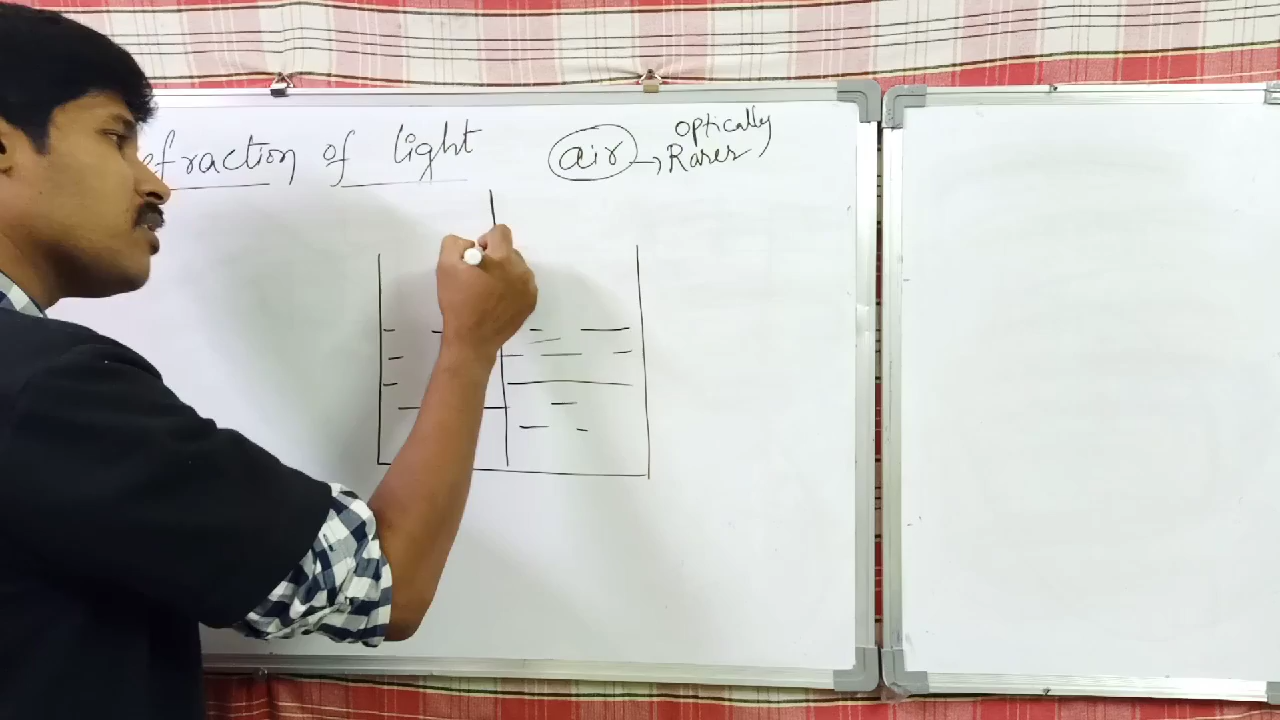 efraction of light
air → optically
Rarer